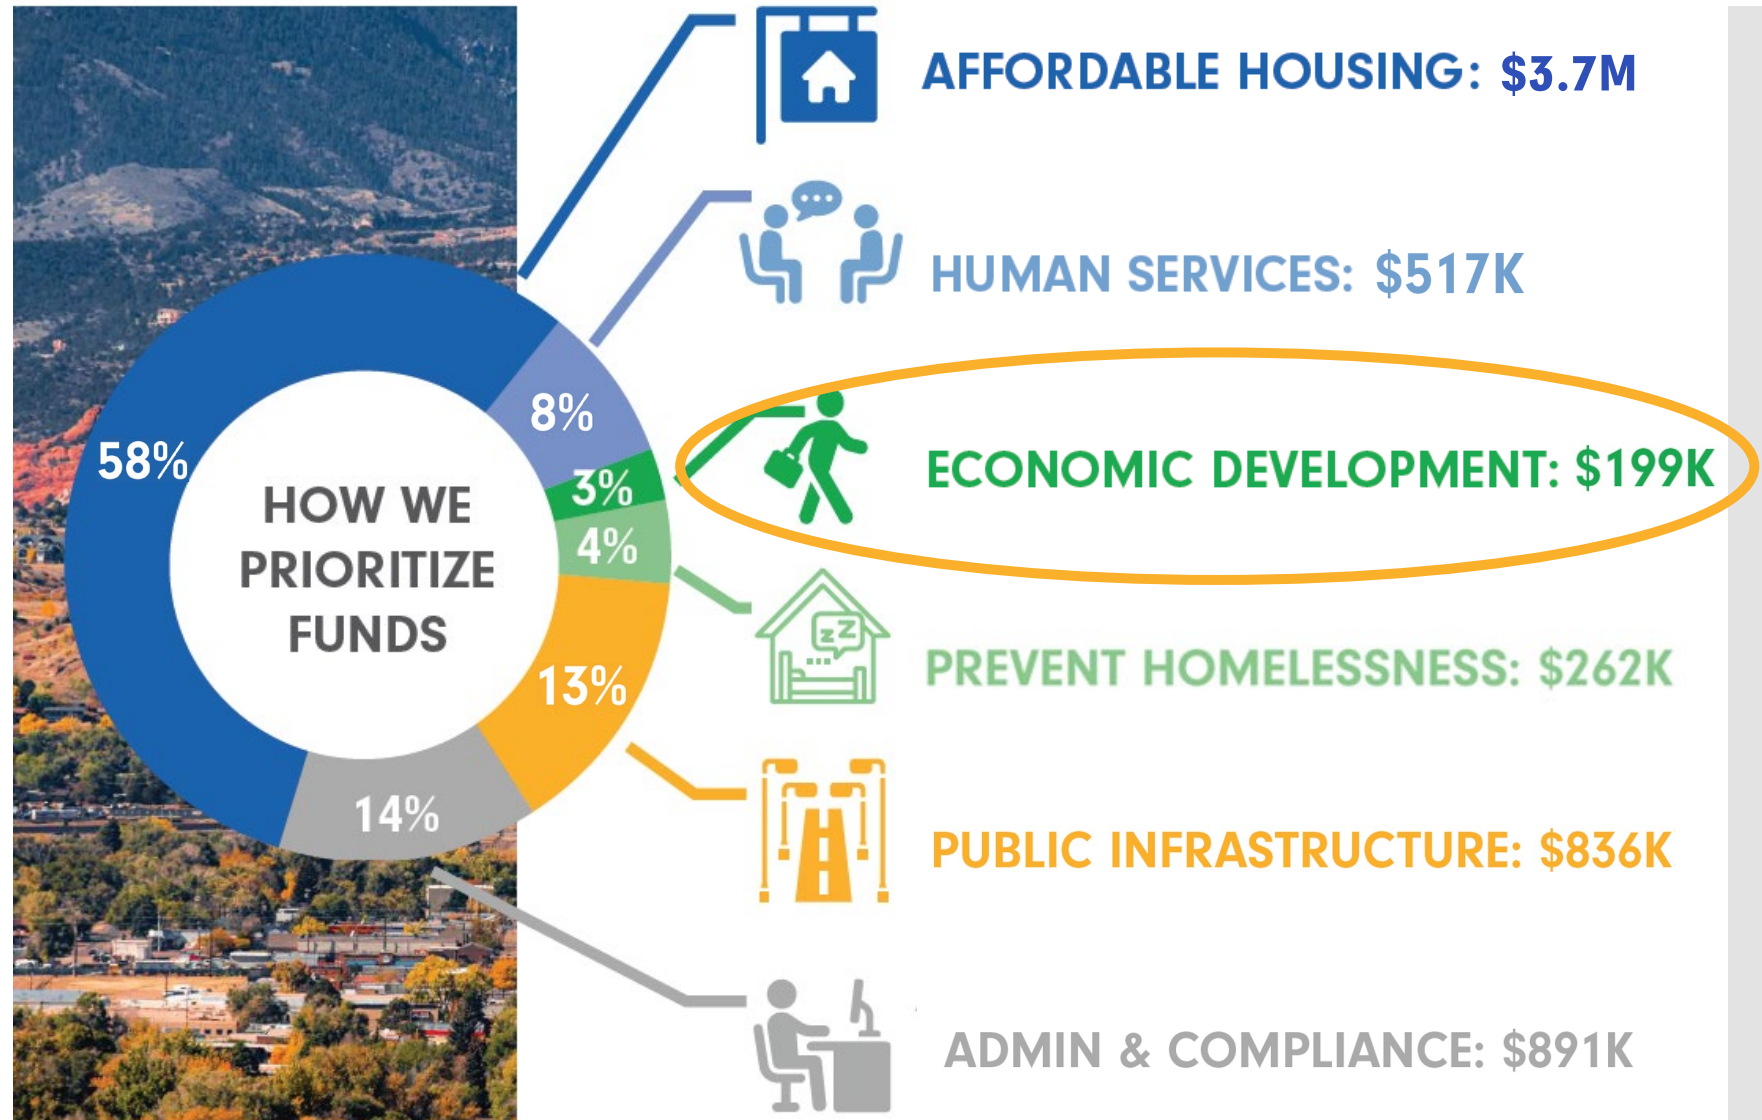 AFFORDABLE HOUSING: $3.7M
HUMAN SERVICES: $517K
ECONOMIC DEVELOPMENT: $199K
PREVENT HOMELESSNESS: $262K
PUBLIC INFRASTRUCTURE: $836K
ADMIN & COMPLIANCE: $891K
58%
8%
3%
4%
13%
14%
HOW WE
PRIORITIZE
FUNDS
zZ